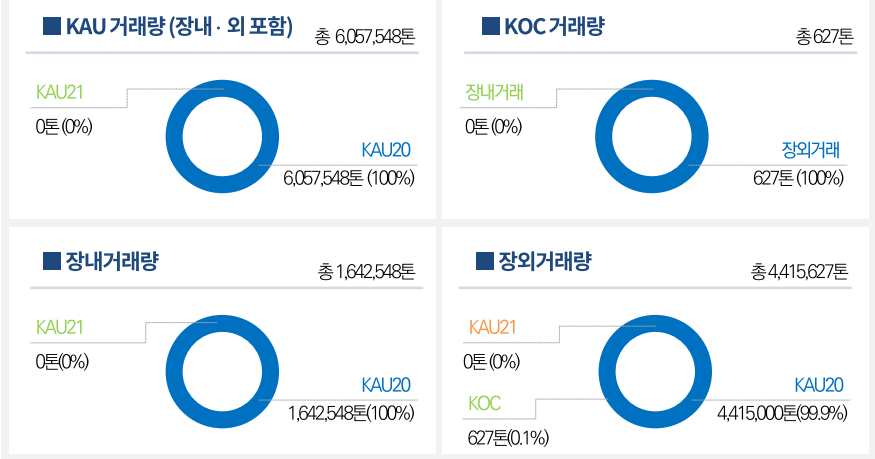 KAU 거래량 (장내 · 외 포함)
총 6,057,548톤
KAU21
0톤 (0%)
KAU20
6,057,548톤 (100%)
KOC 거래량
총 627톤
장내거래
0톤 (0%)
장외거래
627톤 (100%)
장내거래량
총 1,642,548톤
KAU21
0톤(0%)
KAU20
1,642,548톤(100%)
장외거래량
총 4,415,627톤
KAU21
0톤 (0%)
KAU20
4,415,000톤(99.9%)
KOC
627톤(0.1%)